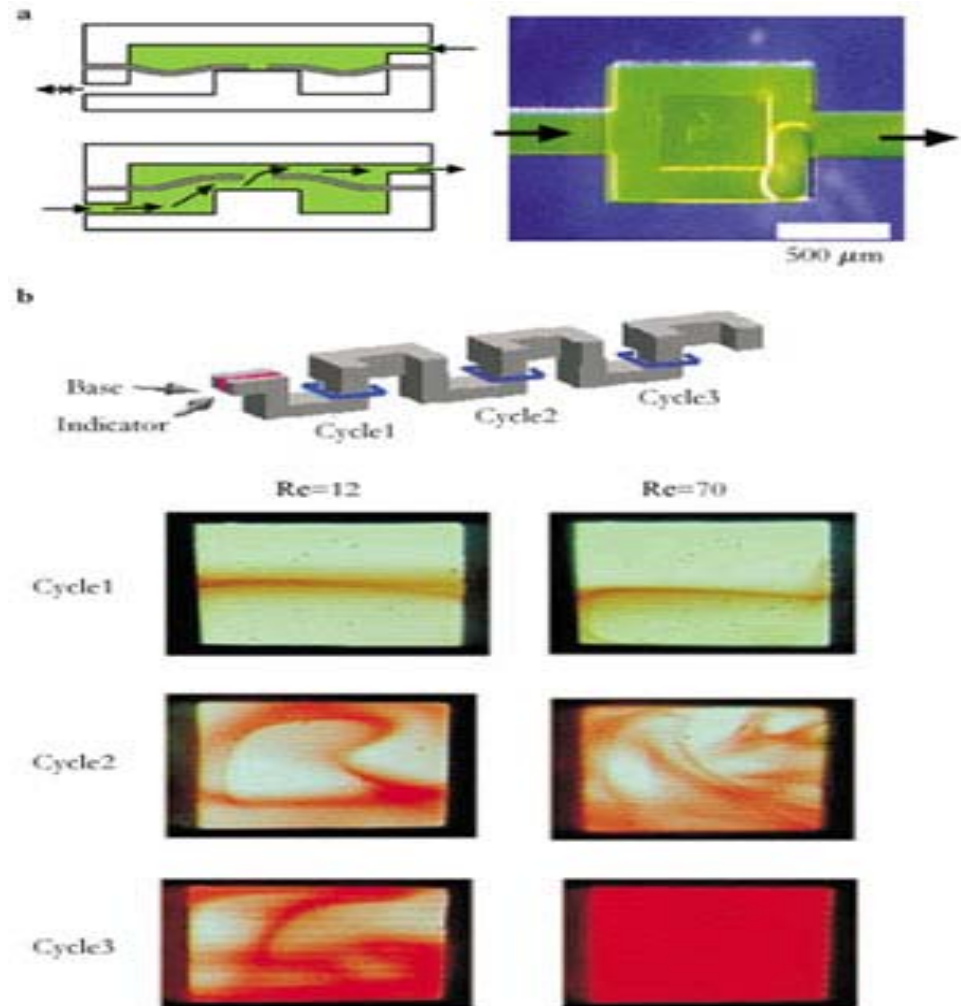 a
500 μm
b
Base
Indicator
Cycle1
Cycle2
Cycle3
Re=12
Re=70
Cycle1
Cycle2
Cycle3